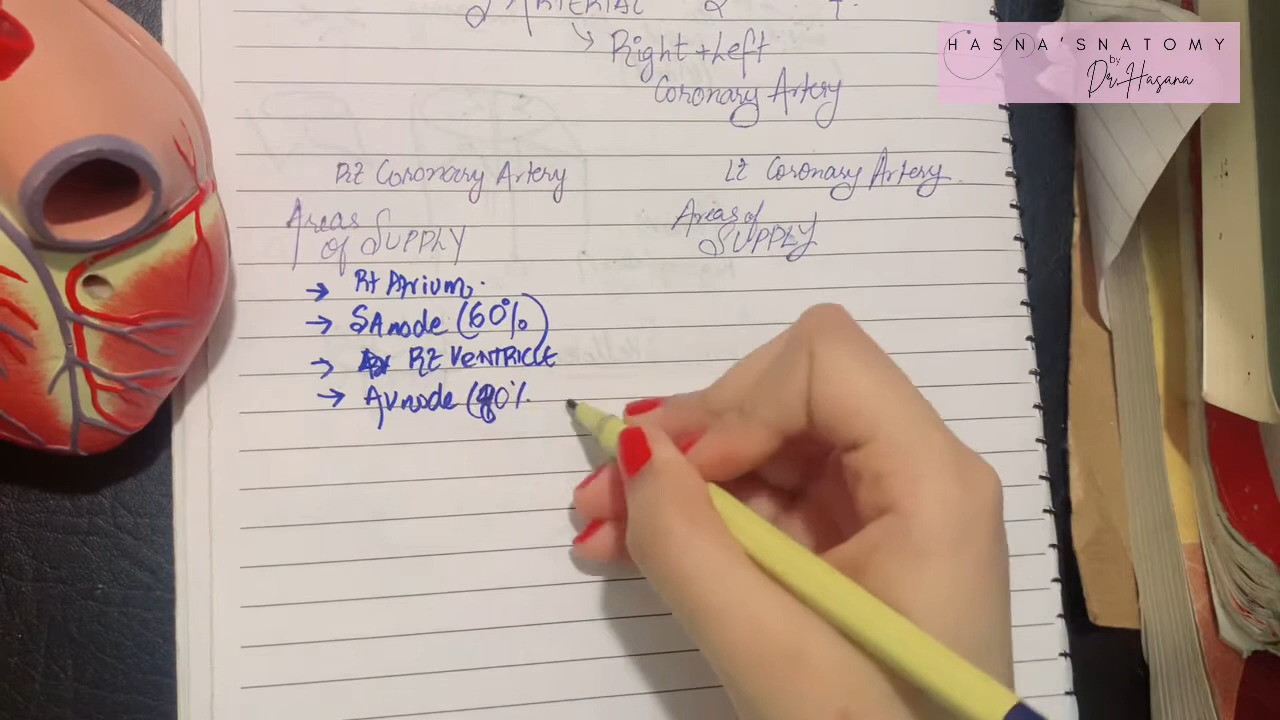 ARTERIAL
Right + Left
Coronary Artery
Rt Coronary Artery
Areas
of SUPPLY
→ Rt Atrium.
→ SA node (60%)
→ Rt VENTRICLE
→ AV node (80%
Lt Coronary Artery.
Areas of
SUPPLY
HASNA'SNATOMY
by
Dr. Hasana